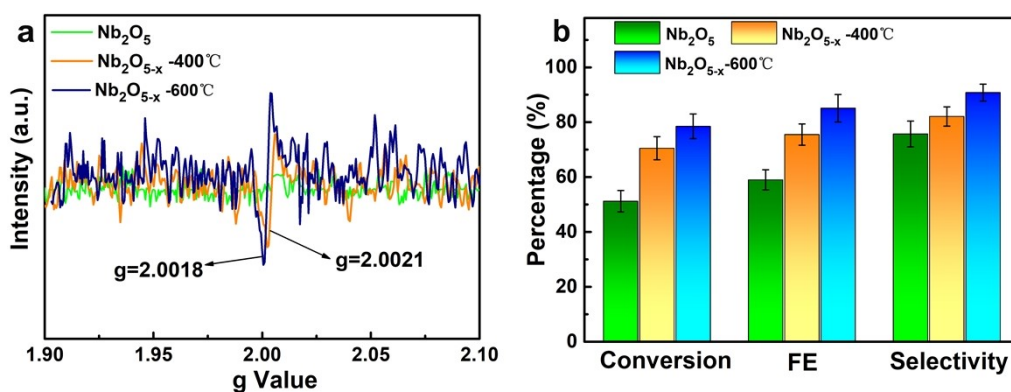 a
Nb₂O₅
Nb₂O₅₋ₓ -400℃
Nb₂O₅₋ₓ -600℃
Intensity (a.u.)
g=2.0018
g=2.0021
1.90 1.95 2.00 2.05 2.10
g Value
b
Nb₂O₅ Nb₂O₅₋ₓ -400℃
Nb₂O₅₋ₓ-600℃
Percentage (%)
100
80
60
40
20
0
Conversion FE Selectivity